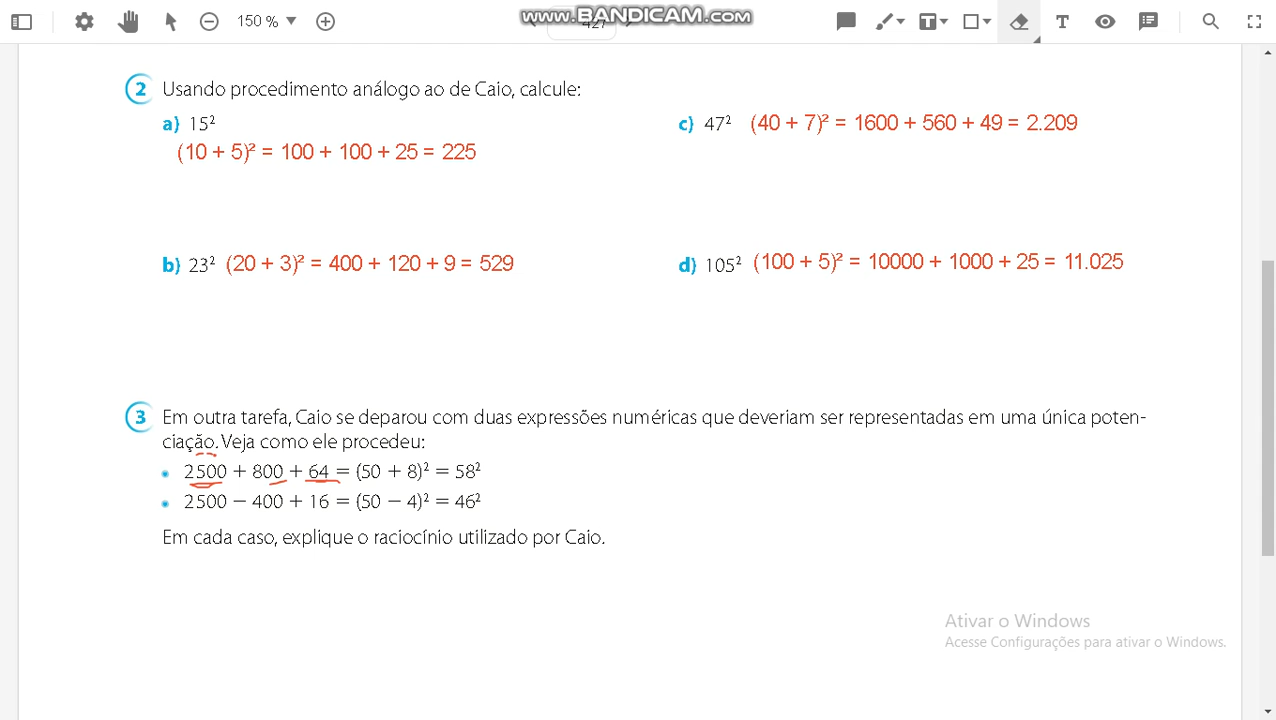 150 %
www.BANDICAM.com
427
2 Usando procedimento análogo ao de Caio, calcule:
a) 15²
(10 + 5)² = 100 + 100 + 25 = 225
c) 47² (40 + 7)² = 1600 + 560 + 49 = 2.209
b) 23² (20 + 3)² = 400 + 120 + 9 = 529
d) 105² (100 + 5)² = 10000 + 1000 + 25 = 11.025
3 Em outra tarefa, Caio se deparou com duas expressões numéricas que deveriam ser representadas em uma única poten-
ciação. Veja como ele procedeu:
• 2500 + 800 + 64 = (50 + 8)² = 58²
• 2500 − 400 + 16 = (50 − 4)² = 46²
Em cada caso, explique o raciocínio utilizado por Caio.
Ativar o Windows
Acesse Configurações para ativar o Windows.